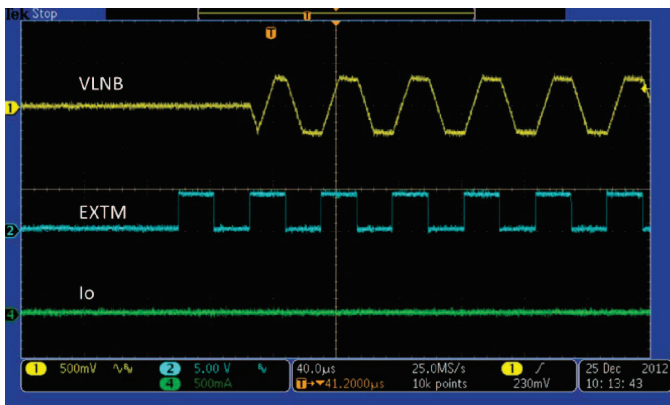 Tek Stop
T
T
VLNB
1
EXTM
2
Io
4
1 500mV
2 5.00 V
4 500mA
40.0µs 25.0MS/s
T→▼41.2000µs 10k points
1 /
230mV
25 Dec 2012
10:13:43